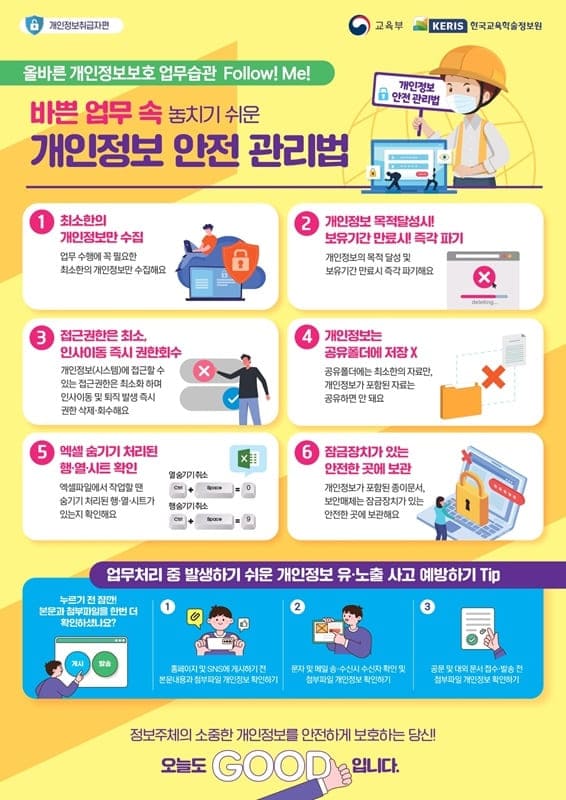 개인정보취급자편
교육부
KERIS 한국교육학술정보원
올바른 개인정보보호 업무습관 Follow! Me!
바쁜 업무 속 놓치기 쉬운
개인정보 안전 관리법
개인정보
안전 관리법
1 최소한의
개인정보만 수집
업무 수행에 꼭 필요한
최소한의 개인정보만 수집해요
2 개인정보 목적달성시!
보유기간 만료시! 즉각 파기
개인정보의 목적 달성 및
보유기간 만료시 즉각 파기해요
deleting...
3 접근권한은 최소,
인사이동 즉시 권한회수
개인정보(시스템)에 접근할 수
있는 접근권한은 최소화 하며
인사이동 및 퇴직 발생 즉시
권한 삭제·회수해요
4 개인정보는
공유폴더에 저장 X
공유폴더에는 최소한의 자료만,
개인정보가 포함된 자료는
공유하면 안 돼요
5 엑셀 숨기기 처리된
행·열·시트 확인
엑셀파일에서 작업할 땐
숨기기 처리된 행·열·시트가
있는지 확인해요
X
열 숨기기 취소
Ctrl + Space = 0
행 숨기기 취소
Ctrl + Space = 9
6 잠금장치가 있는
안전한 곳에 보관
개인정보가 포함된 종이문서,
보안매체는 잠금장치가 있는
안전한 곳에 보관해요
업무처리 중 발생하기 쉬운 개인정보 유·노출 사고 예방하기 Tip
누르기 전 잠깐!
본문과 첨부파일을 한번 더
확인하셨나요?
게시 발송
1
홈페이지 및 SNS에 게시하기 전
본문내용과 첨부파일 개인정보 확인하기
2
문자 및 메일 송·수신시 수신자 확인 및
첨부파일 개인정보 확인하기
3
공문 및 대외 문서 접수·발송 전
첨부파일 개인정보 확인하기
정보주체의 소중한 개인정보를 안전하게 보호하는 당신!
오늘도 GOOD 입니다.